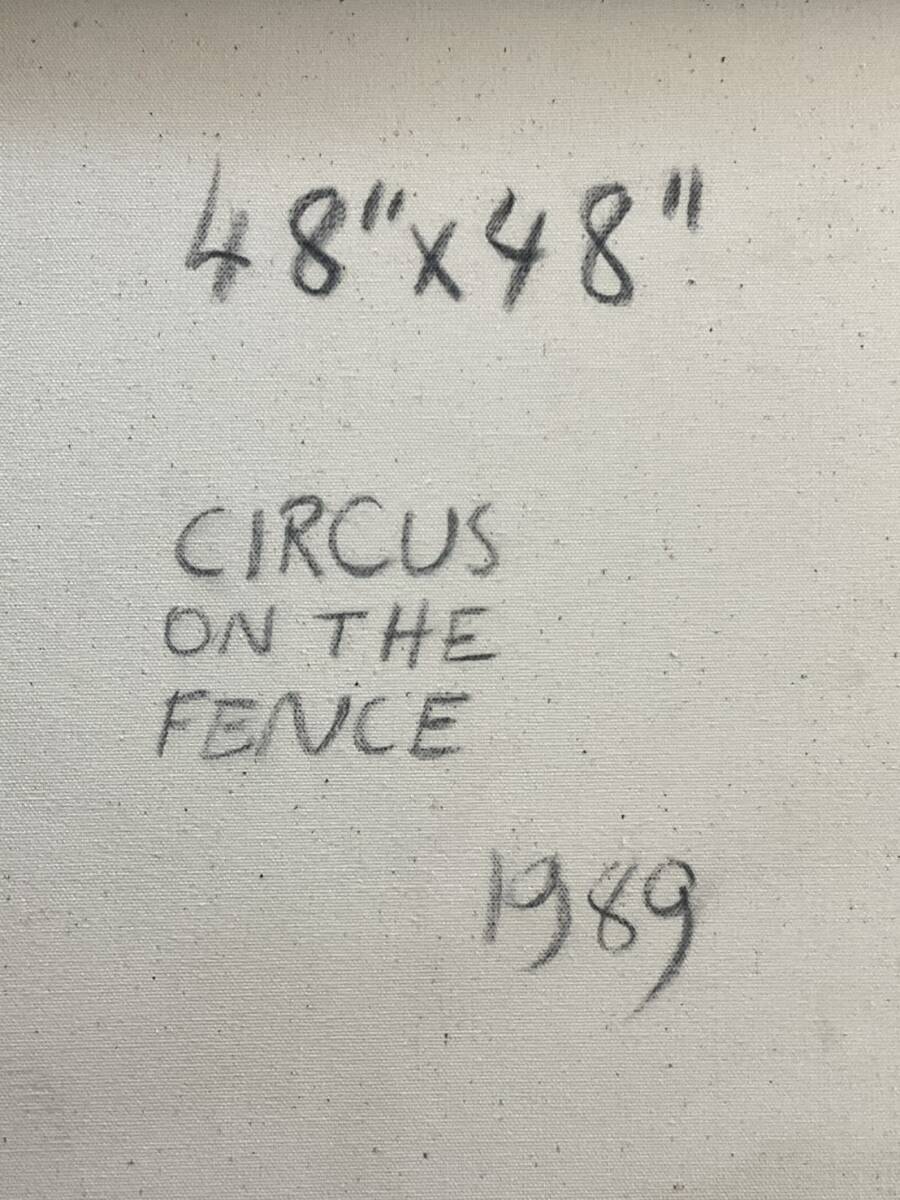 48"x48"
CIRCUS
ON THE
FENCE
1989